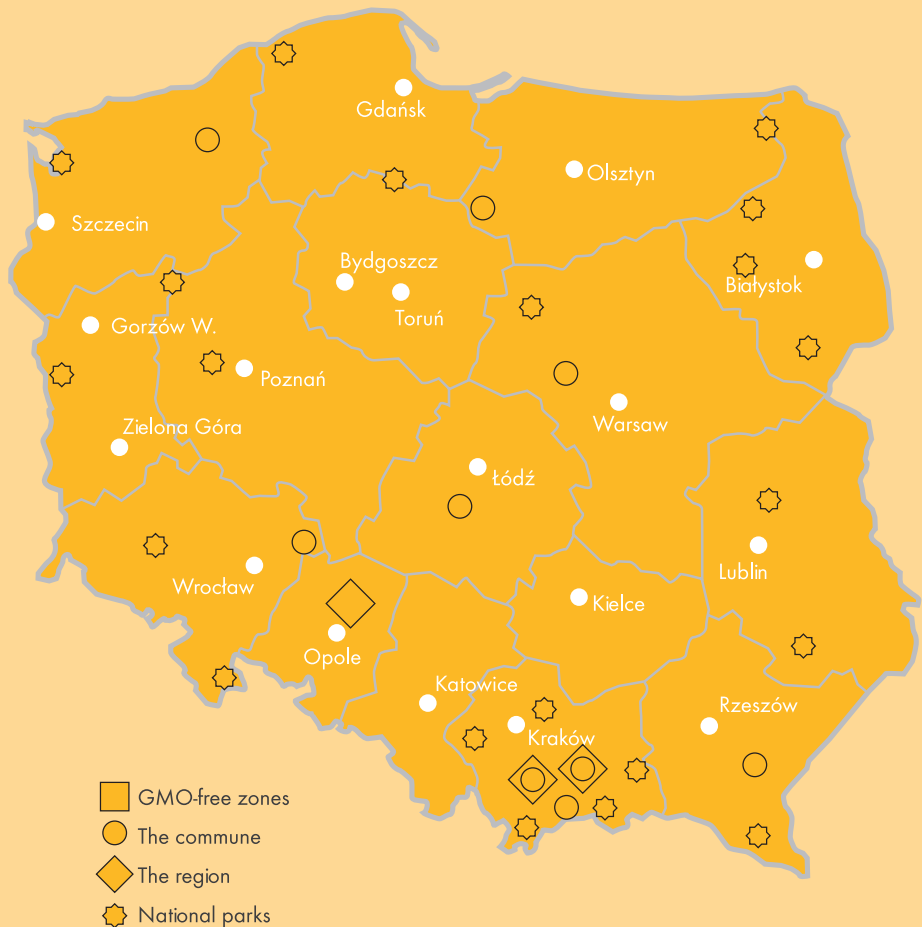 Gdańsk
Olsztyn
Szczecin
Bydgoszcz
Białystok
Toruń
Gorzów W.
Poznań
Warsaw
Zielona Góra
Łódź
Wrocław
Lublin
Kielce
Opole
Katowice
Rzeszów
Kraków
GMO-free zones
The commune
The region
National parks